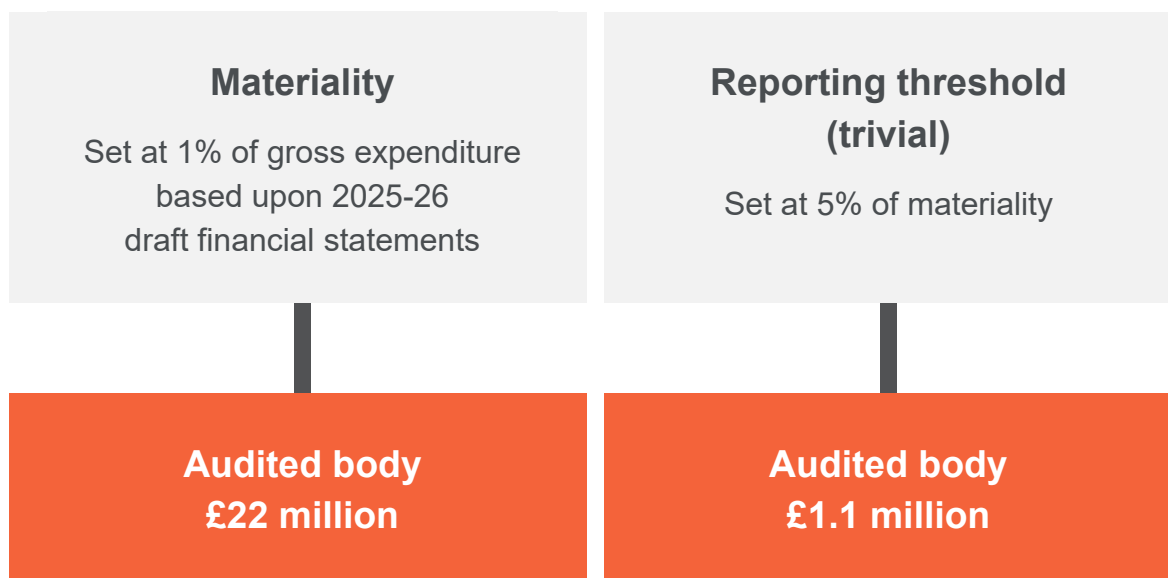 Materiality
Set at 1% of gross expenditure
based upon 2025-26
draft financial statements
Audited body
£22 million
Reporting threshold
(trivial)
Set at 5% of materiality
Audited body
£1.1 million